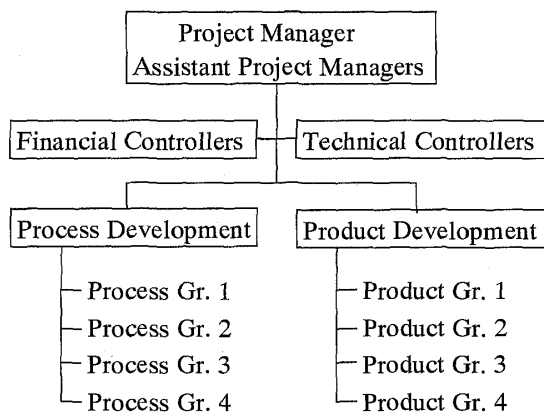 Project Manager
Assistant Project Managers
Financial Controllers
Technical Controllers
Process Development
Product Development
Process Gr. 1
Process Gr. 2
Process Gr. 3
Process Gr. 4
Product Gr. 1
Product Gr. 2
Product Gr. 3
Product Gr. 4